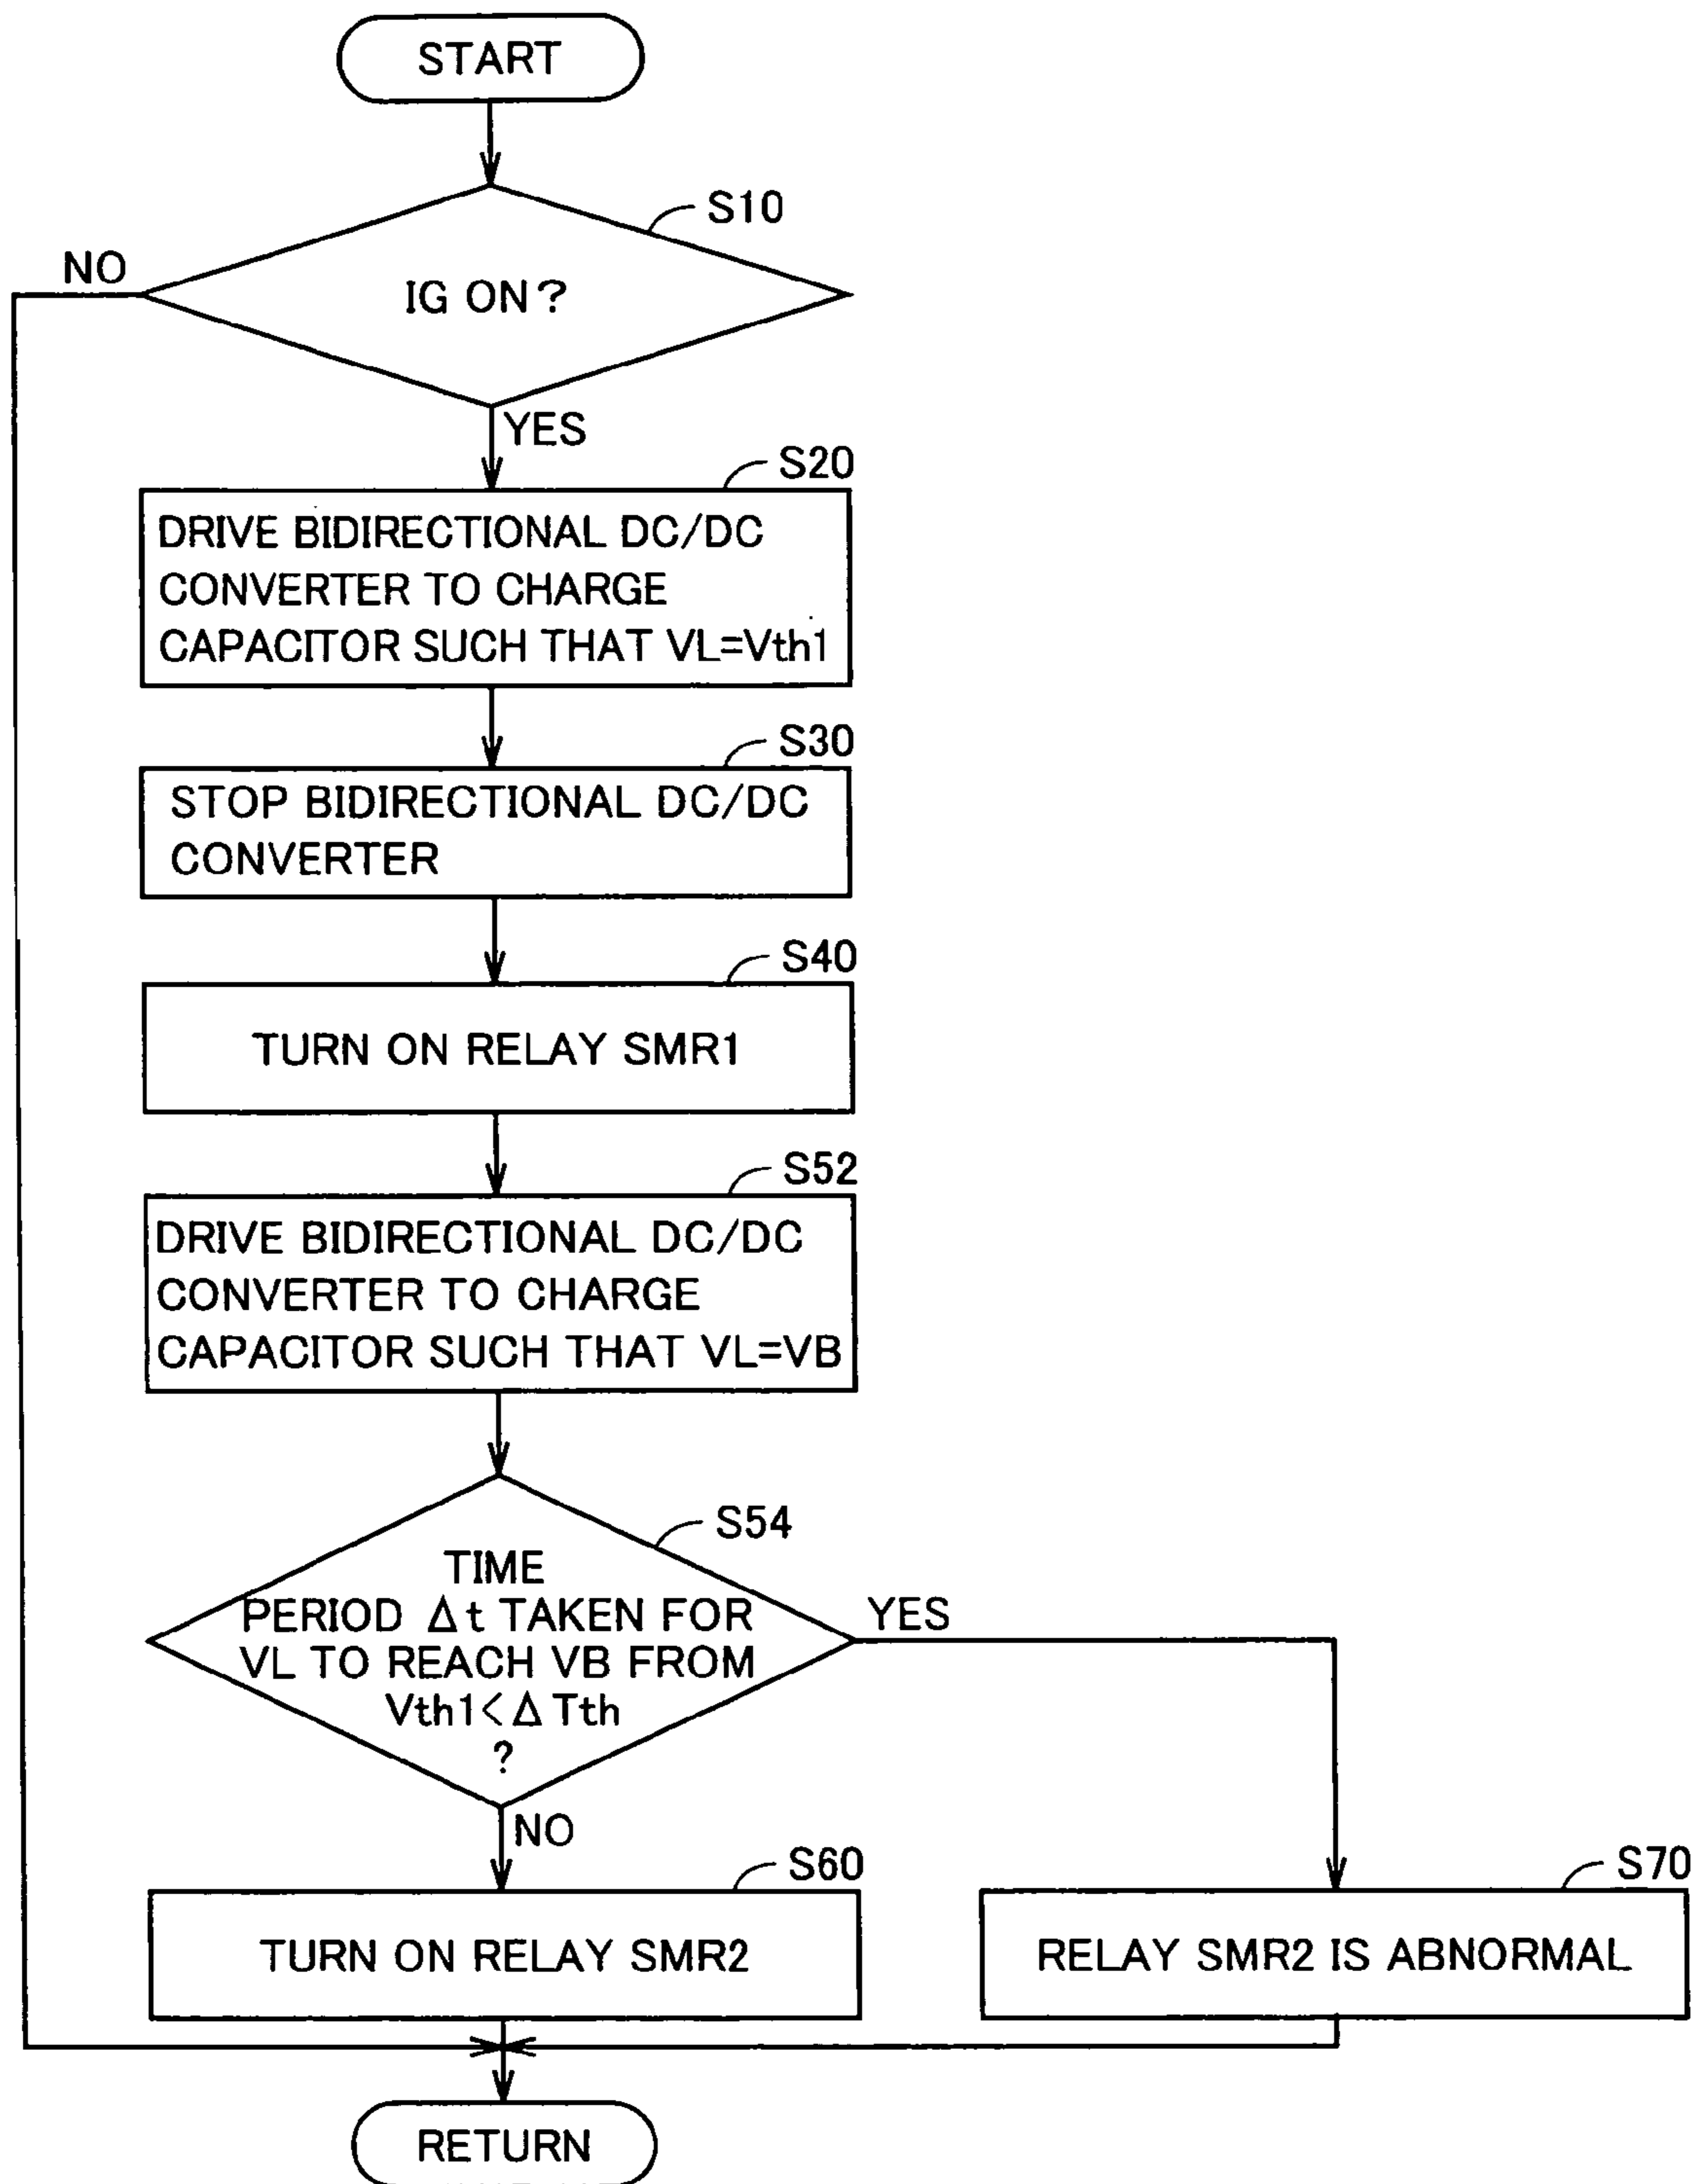 START
S10
NO
IG ON?
YES
S20
DRIVE BIDIRECTIONAL DC/DC
CONVERTER TO CHARGE
CAPACITOR SUCH THAT VL=Vth1
S30
STOP BIDIRECTIONAL DC/DC
CONVERTER
S40
TURN ON RELAY SMR1
S52
DRIVE BIDIRECTIONAL DC/DC
CONVERTER TO CHARGE
CAPACITOR SUCH THAT VL=VB
S54
TIME
PERIOD Δt TAKEN FOR
VL TO REACH VB FROM
Vth1<Δ Tth
?
YES
NO
S60
TURN ON RELAY SMR2
S70
RELAY SMR2 IS ABNORMAL
RETURN